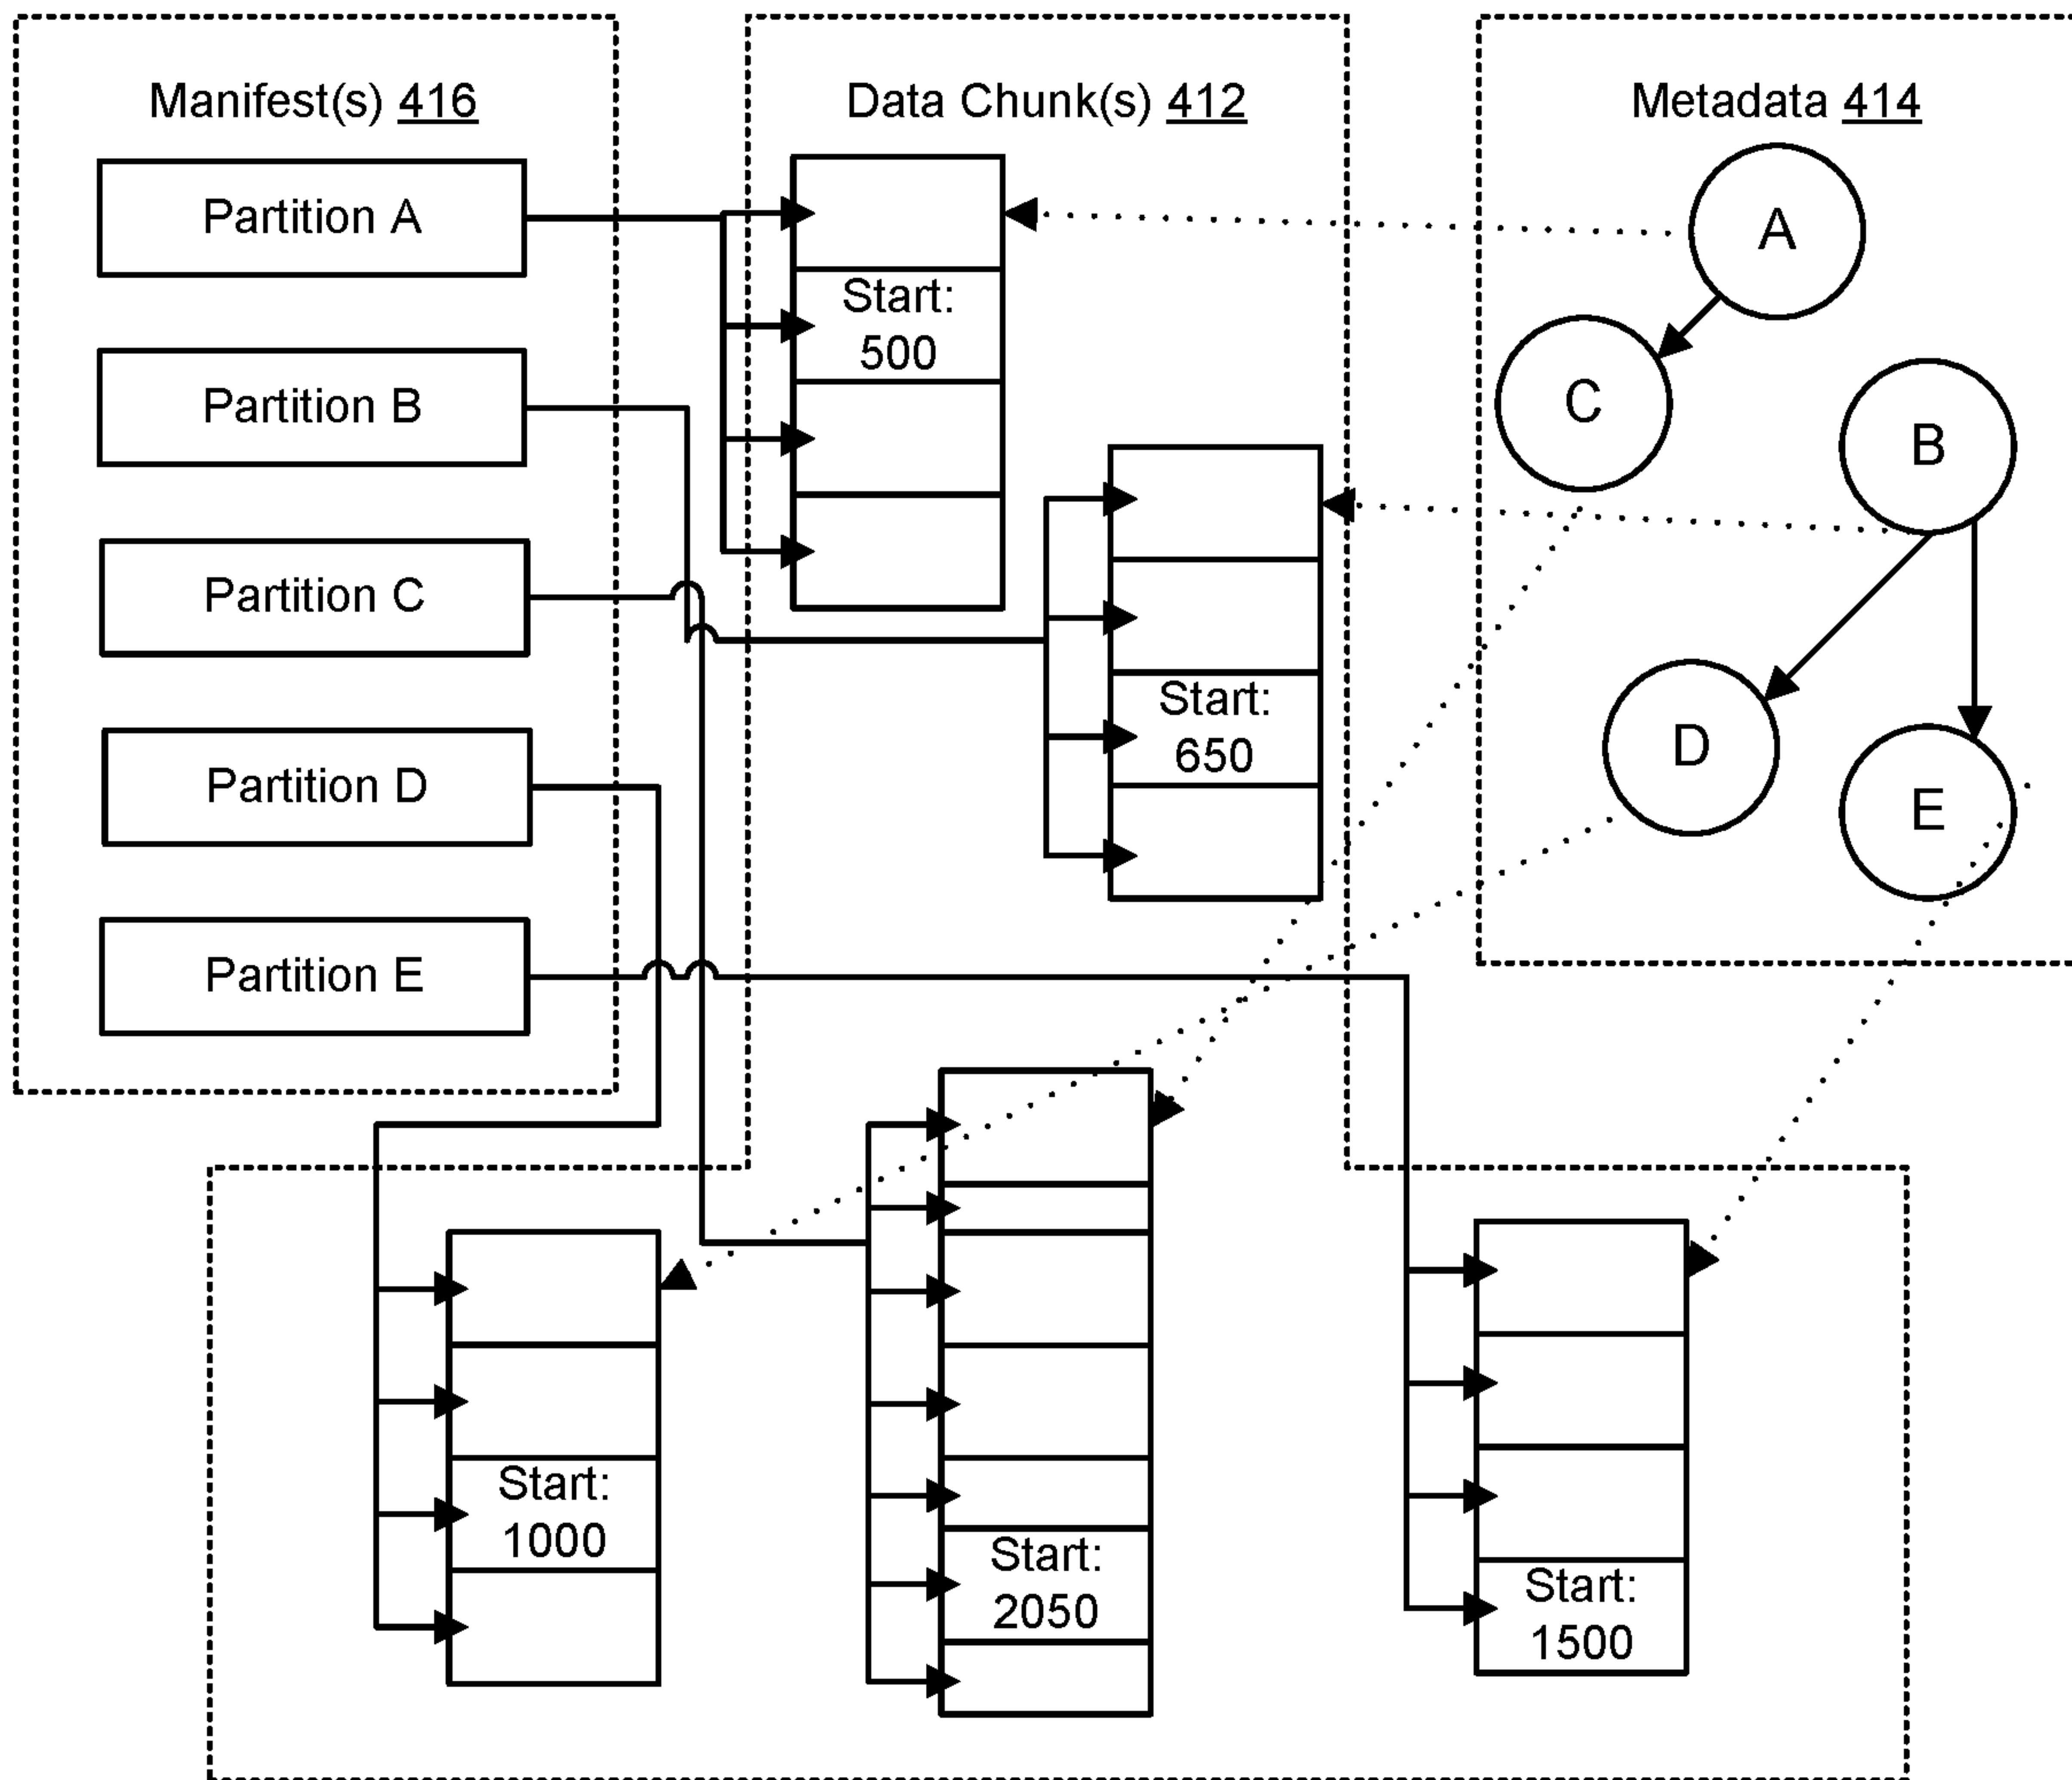 Manifest(s) 416
Partition A
Partition B
Partition C
Partition D
Partition E
Data Chunk(s) 412
Start:
500
Start:
650
Start:
1000
Start:
2050
Start:
1500
Metadata 414
A
C
B
D
E